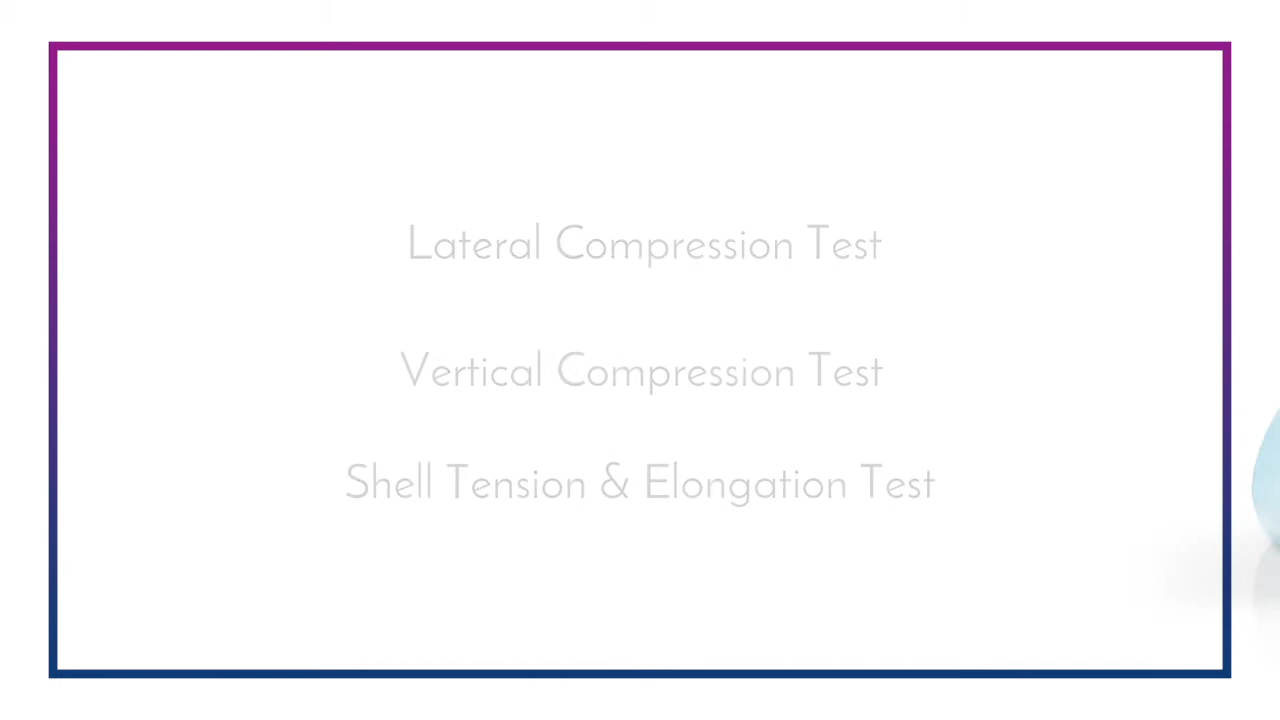 Lateral Compression Test
Vertical Compression Test
Shell Tension & Elongation Test